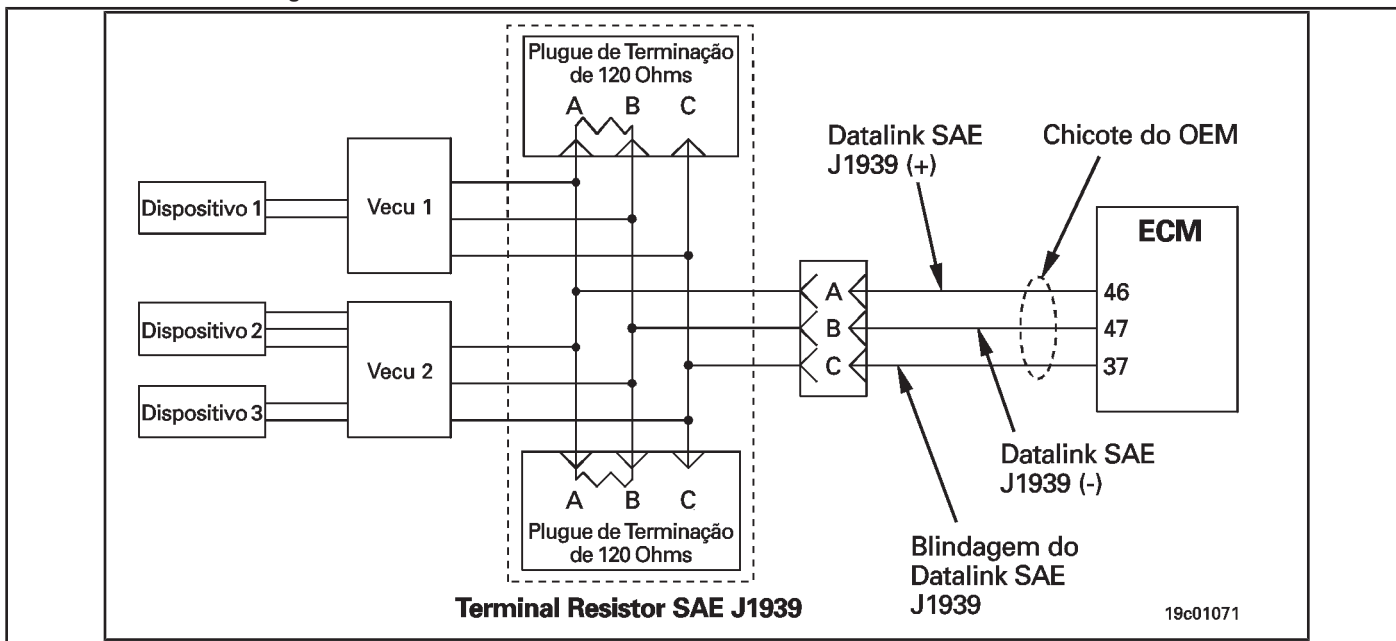 Plugue de Terminação
de 120 Ohms
A B C
Datalink SAE
J1939 (+)
Chicote do OEM
Dispositivo 1
Vecu 1
ECM
A
46
B
47
C
37
Dispositivo 2
Vecu 2
Dispositivo 3
Datalink SAE
J1939 (-)
A B C
Plugue de Terminação
de 120 Ohms
Blindagem do
Datalink SAE
J1939
Terminal Resistor SAE J1939
19c01071